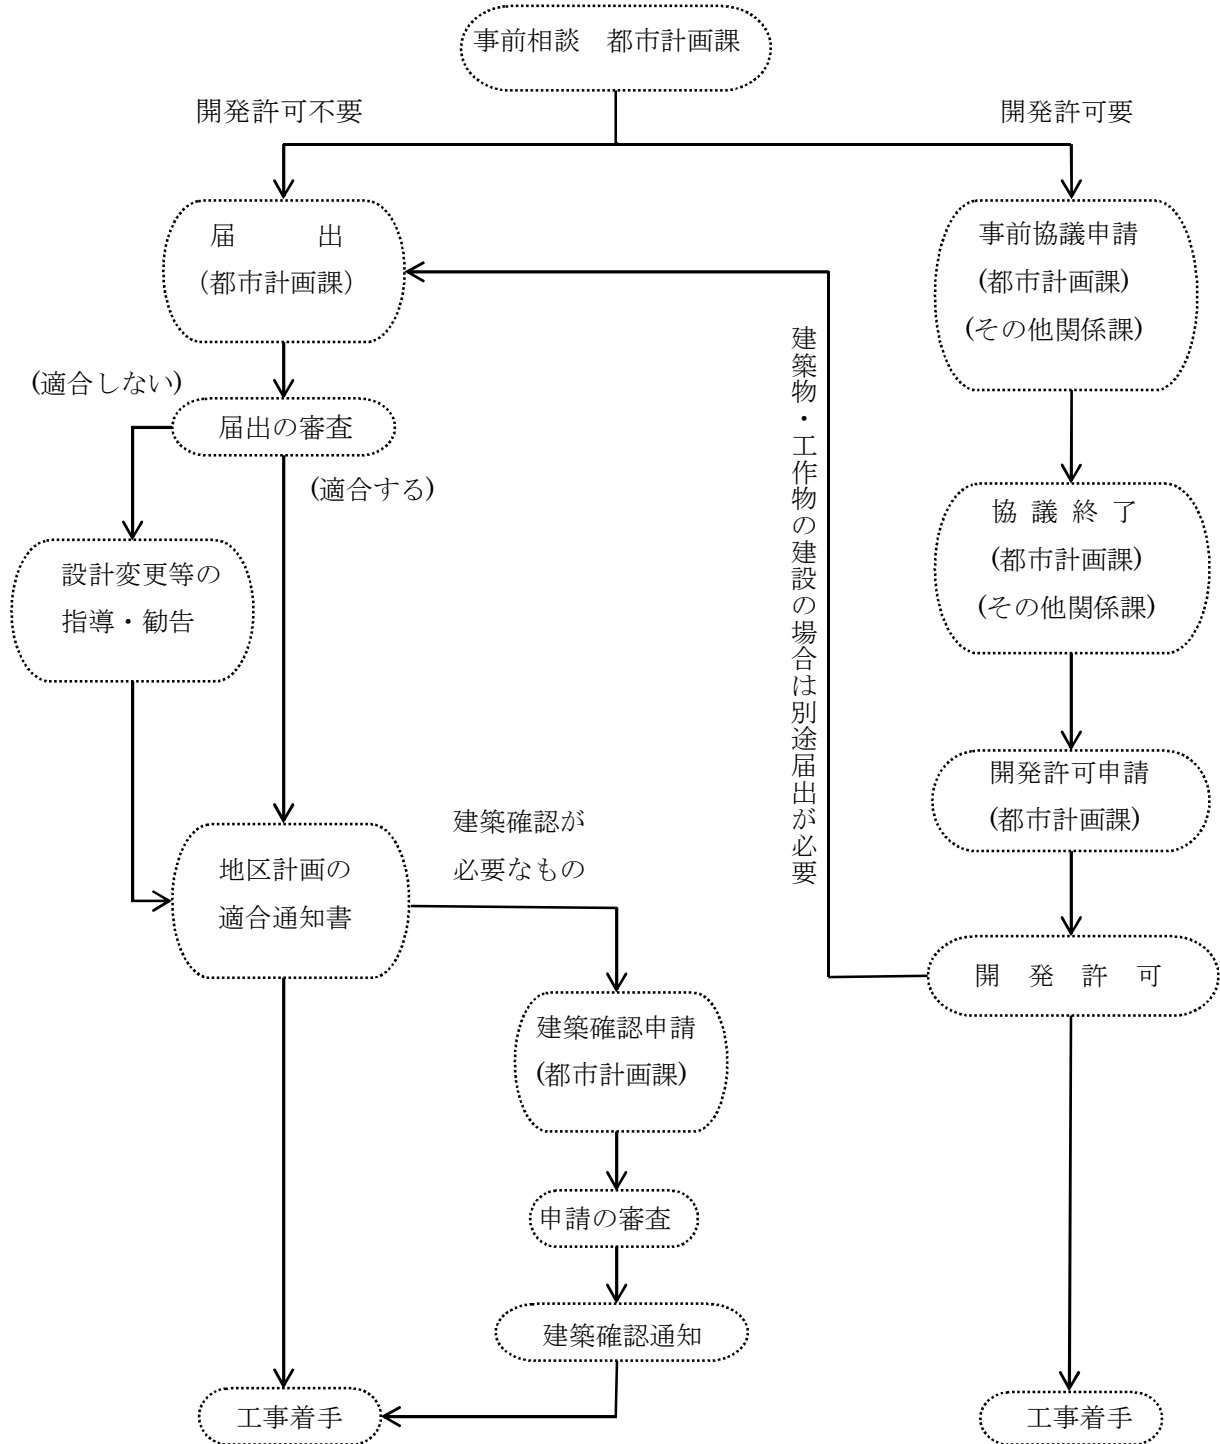 事前相談　都市計画課
開発許可不要
開発許可要
届　　　出
（都市計画課）
事前協議申請
(都市計画課)
(その他関係課)
建築物・工作物の建設の場合は別途届出が必要
(適合しない)
届出の審査
(適合する)
協 議 終 了
(都市計画課)
(その他関係課)
設計変更等の
指導・勧告
開発許可申請
(都市計画課)
建築確認が
必要なもの
地区計画の
適合通知書
開　発　許　可
建築確認申請
(都市計画課)
申請の審査
建築確認通知
工事着手
工事着手